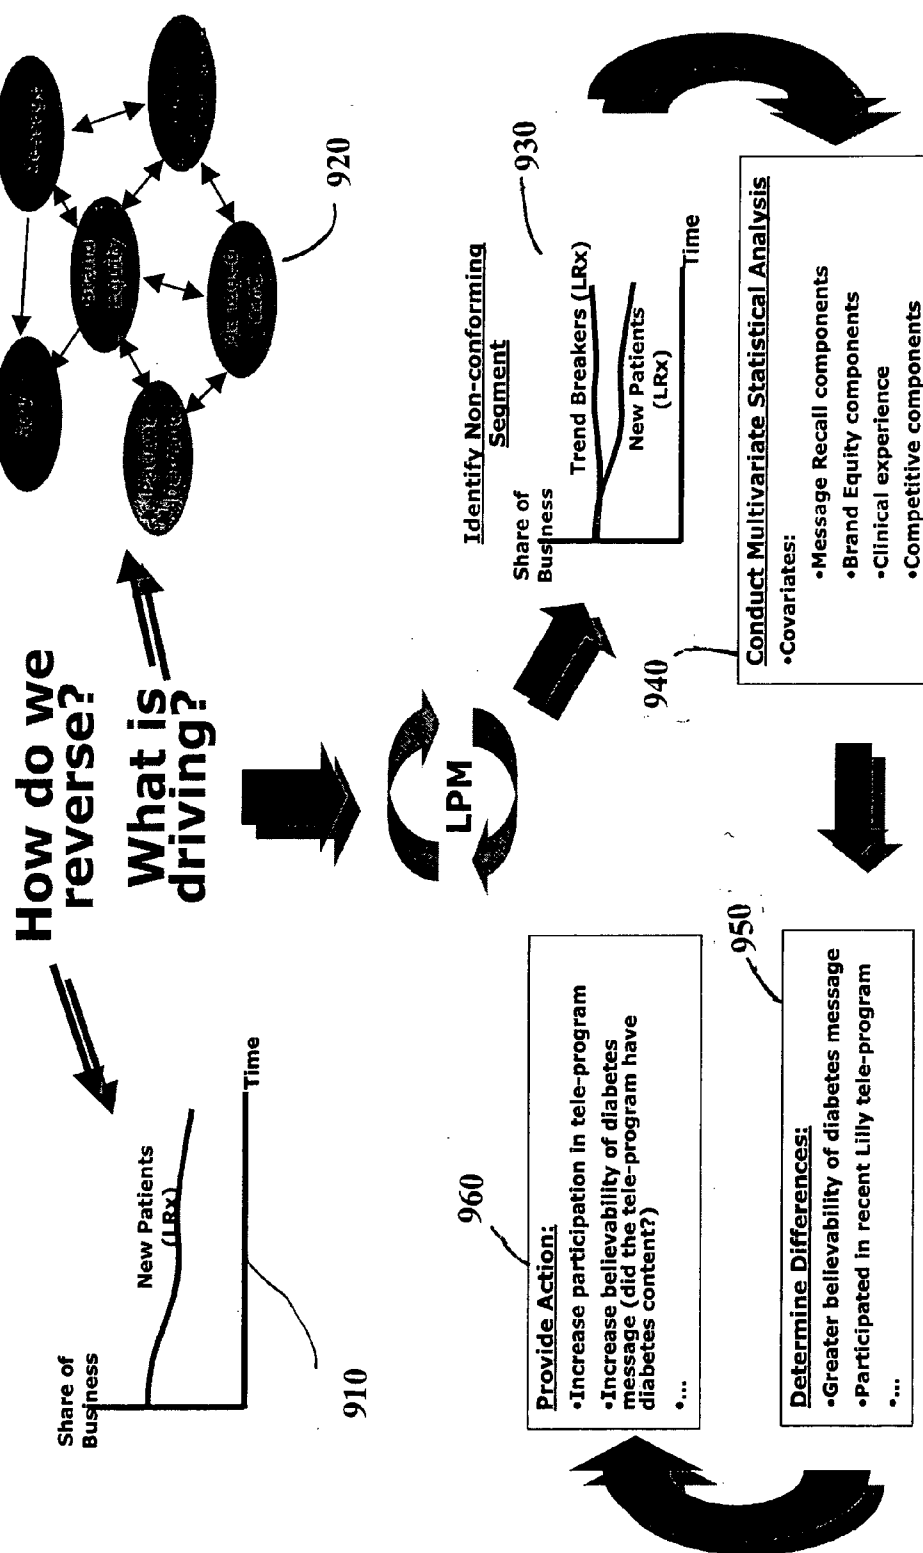 How do we
reverse?
What is
driving?
Share of
Business
New Patients
(LRx)
Time
910
Brand
Equity
920
LPM
Identify Non-conforming
Segment
Share of
Business
Trend Breakers (LRx)
New Patients
(LRx)
Time
930
940
Conduct Multivariate Statistical Analysis
•Covariates:
•Message Recall components
•Brand Equity components
•Clinical experience
•Competitive components
950
Determine Differences:
•Greater believability of diabetes message
•Participated in recent Lilly tele-program
•...
960
Provide Action:
•Increase participation in tele-program
•Increase believability of diabetes
message (did the tele-program have
diabetes content?)
•...